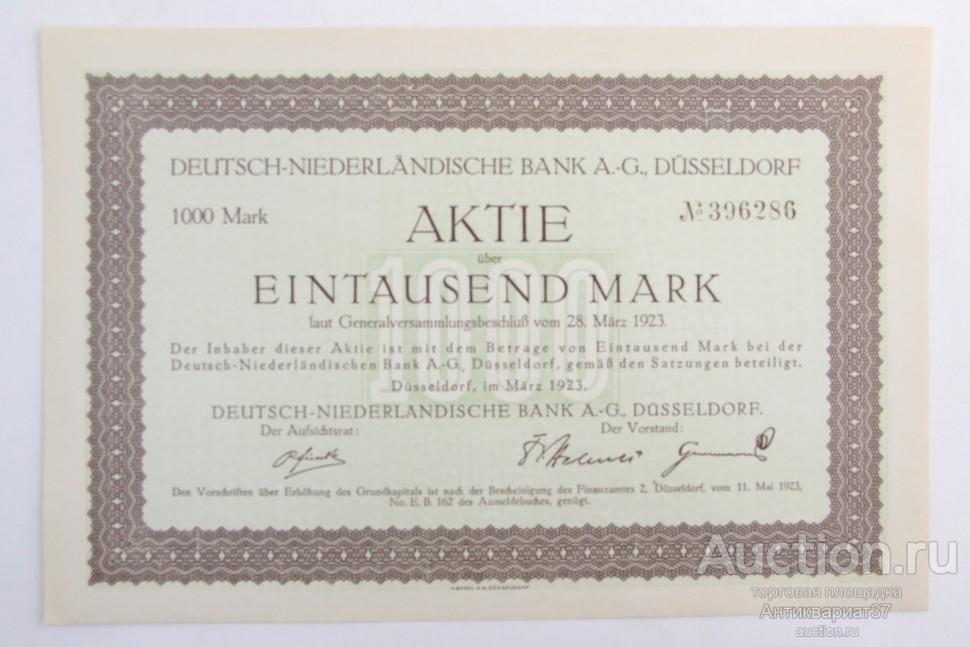 DEUTSCH-NIEDERLÄNDISCHE BANK A.-G., DÜSSELDORF
1000 Mark
AKTIE
№ 396286
über
1000
EINTAUSEND MARK
laut Generalversammlungsbeschluß vom 28. März 1923.
Der Inhaber dieser Aktie ist mit dem Betrage von Eintausend Mark bei der
Deutsch-Niederländischen Bank A.-G., Düsseldorf, gemäß den Satzungen beteiligt.
Düsseldorf, im März 1923.
DEUTSCH-NIEDERLÄNDISCHE BANK A.-G., DÜSSELDORF.
Der Aufsichtsrat:
Der Vorstand:
Den Vorschriften über Erhöhung des Grundkapitals ist nach der Bescheinigung des Finanzamtes 2, Düsseldorf, vom 11. Mai 1923,
No. E. B. 162 des Anmeldebuches, genügt.
Auction.ru
торговая площадка
Антиквариат37
auction.ru